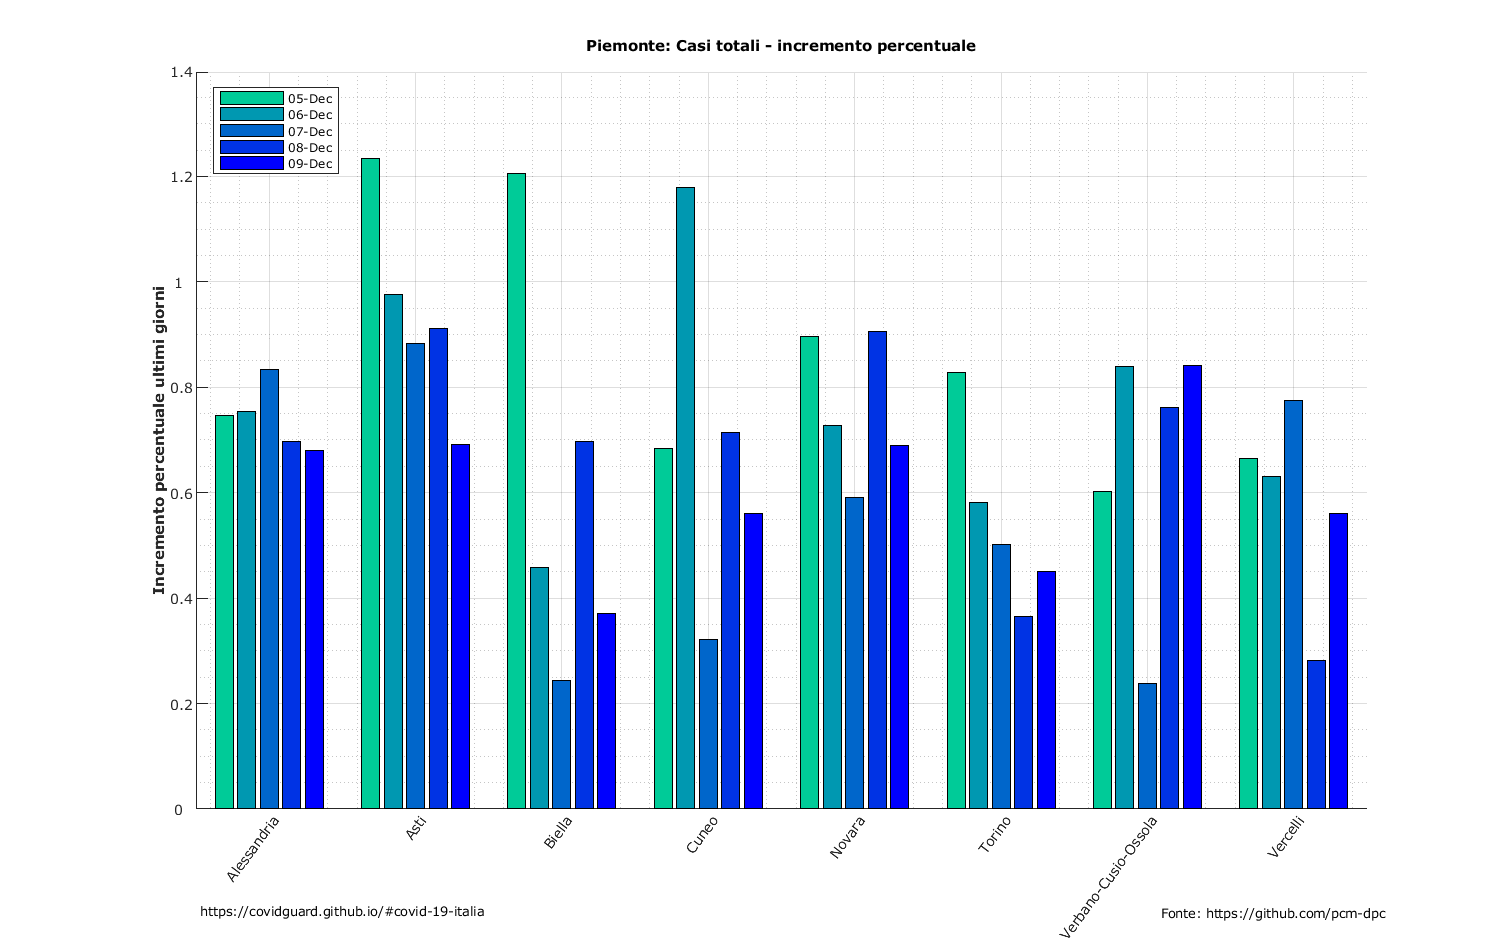 Piemonte: Casi totali - incremento percentuale
Incremento percentuale ultimi giorni
1.4
1.2
1
0.8
0.6
0.4
0.2
0
05-Dec
06-Dec
07-Dec
08-Dec
09-Dec
Alessandria
Asti
Biella
Cuneo
Novara
Torino
Verbano-Cusio-Ossola
Vercelli
https://covidguard.github.io/#covid-19-italia
Fonte: https://github.com/pcm-dpc